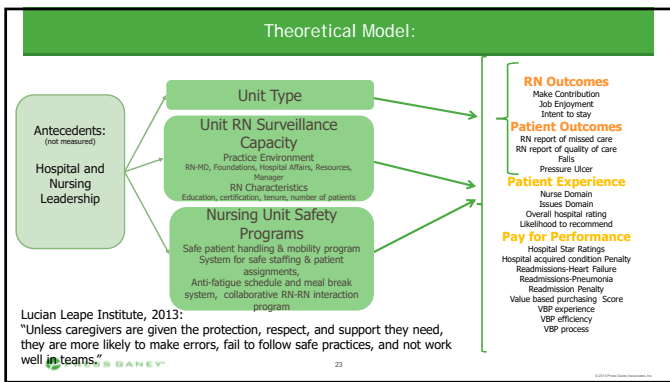 Theoretical Model:
Antecedents:
(not measured)
Hospital and
Nursing
Leadership
Unit Type
Unit RN Surveillance
Capacity
Practice Environment
RN-MD, Foundations, Hospital Affairs, Resources,
Manager
RN Characteristics
Education, certification, tenure, number of patients
Nursing Unit Safety
Programs
Safe patient handling & mobility program
System for safe staffing & patient
assignments,
Anti-fatigue schedule and meal break
system, collaborative RN-RN interaction
program
RN Outcomes
Make Contribution
Job Enjoyment
Intent to stay
Patient Outcomes
RN report of missed care
RN report of quality of care
Falls
Pressure Ulcer
Patient Experience
Nurse Domain
Issues Domain
Overall hospital rating
Likelihood to recommend
Pay for Performance
Hospital Star Ratings
Hospital acquired condition Penalty
Readmissions-Heart Failure
Readmissions-Pneumonia
Readmission Penalty
Value based purchasing Score
VBP experience
VBP efficiency
VBP process
Lucian Leape Institute, 2013:
“Unless caregivers are given the protection, respect, and support they need,
they are more likely to make errors, fail to follow safe practices, and not work
well in teams.”
PRESS GANEY
23